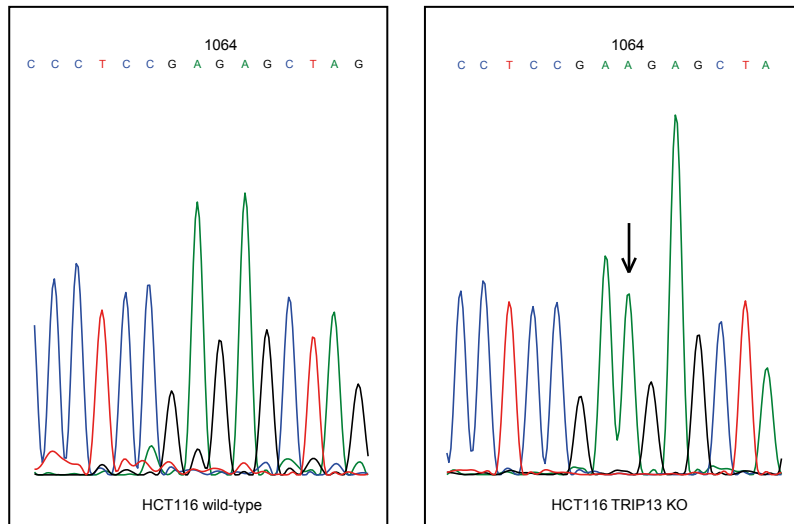 1064
C C C T C C G A G A G C T A G
HCT116 wild-type
1064
C C T C C G A A G A G C T A
HCT116 TRIP13 KO